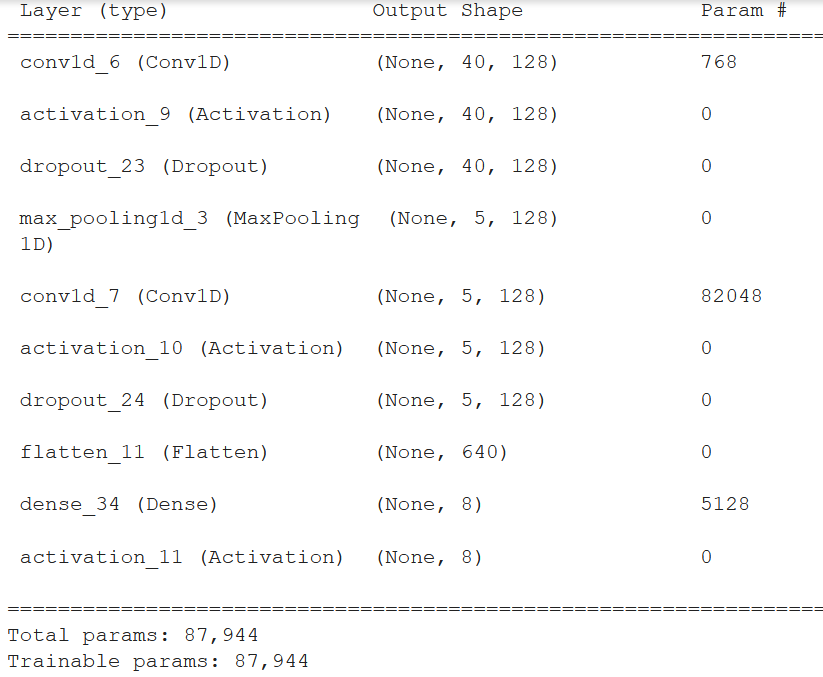 Layer (type) Output Shape Param #
=================================================================
conv1d_6 (Conv1D) (None, 40, 128) 768
activation_9 (Activation) (None, 40, 128) 0
dropout_23 (Dropout) (None, 40, 128) 0
max_pooling1d_3 (MaxPooling (None, 5, 128) 0
1D)
conv1d_7 (Conv1D) (None, 5, 128) 82048
activation_10 (Activation) (None, 5, 128) 0
dropout_24 (Dropout) (None, 5, 128) 0
flatten_11 (Flatten) (None, 640) 0
dense_34 (Dense) (None, 8) 5128
activation_11 (Activation) (None, 8) 0
=================================================================
Total params: 87,944
Trainable params: 87,944